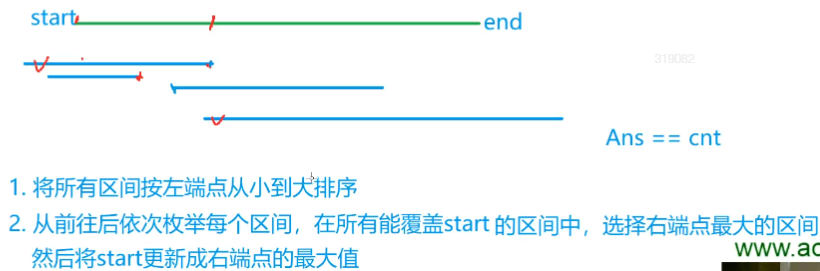 start
end
319082
Ans == cnt
1. 将所有区间按左端点从小到大排序
2. 从前往后依次枚举每个区间，在所有能覆盖start 的区间中，选择右端点最大的区间
然后将start更新成右端点的最大值
www.ac